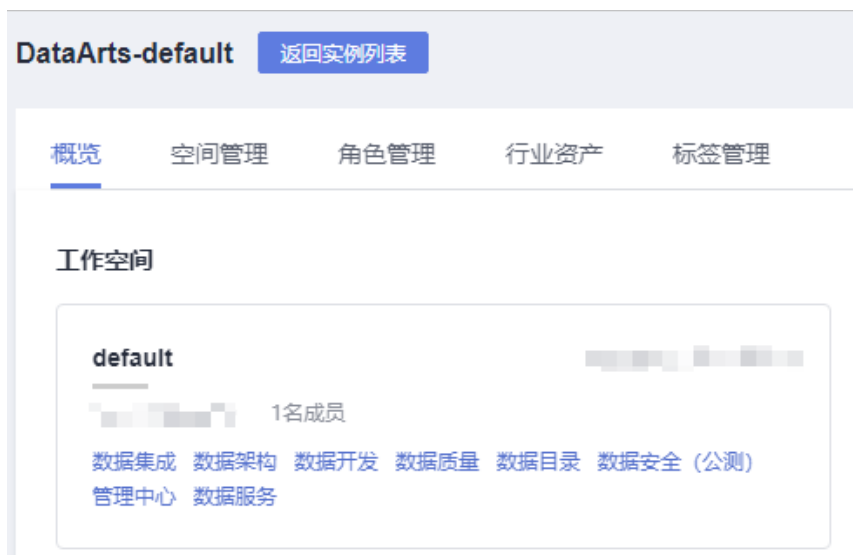 DataArts-default 返回实例列表
概览 空间管理 角色管理 行业资产 标签管理
工作空间
default
1名成员
数据集成 数据架构 数据开发 数据质量 数据目录 数据安全（公测）
管理中心 数据服务